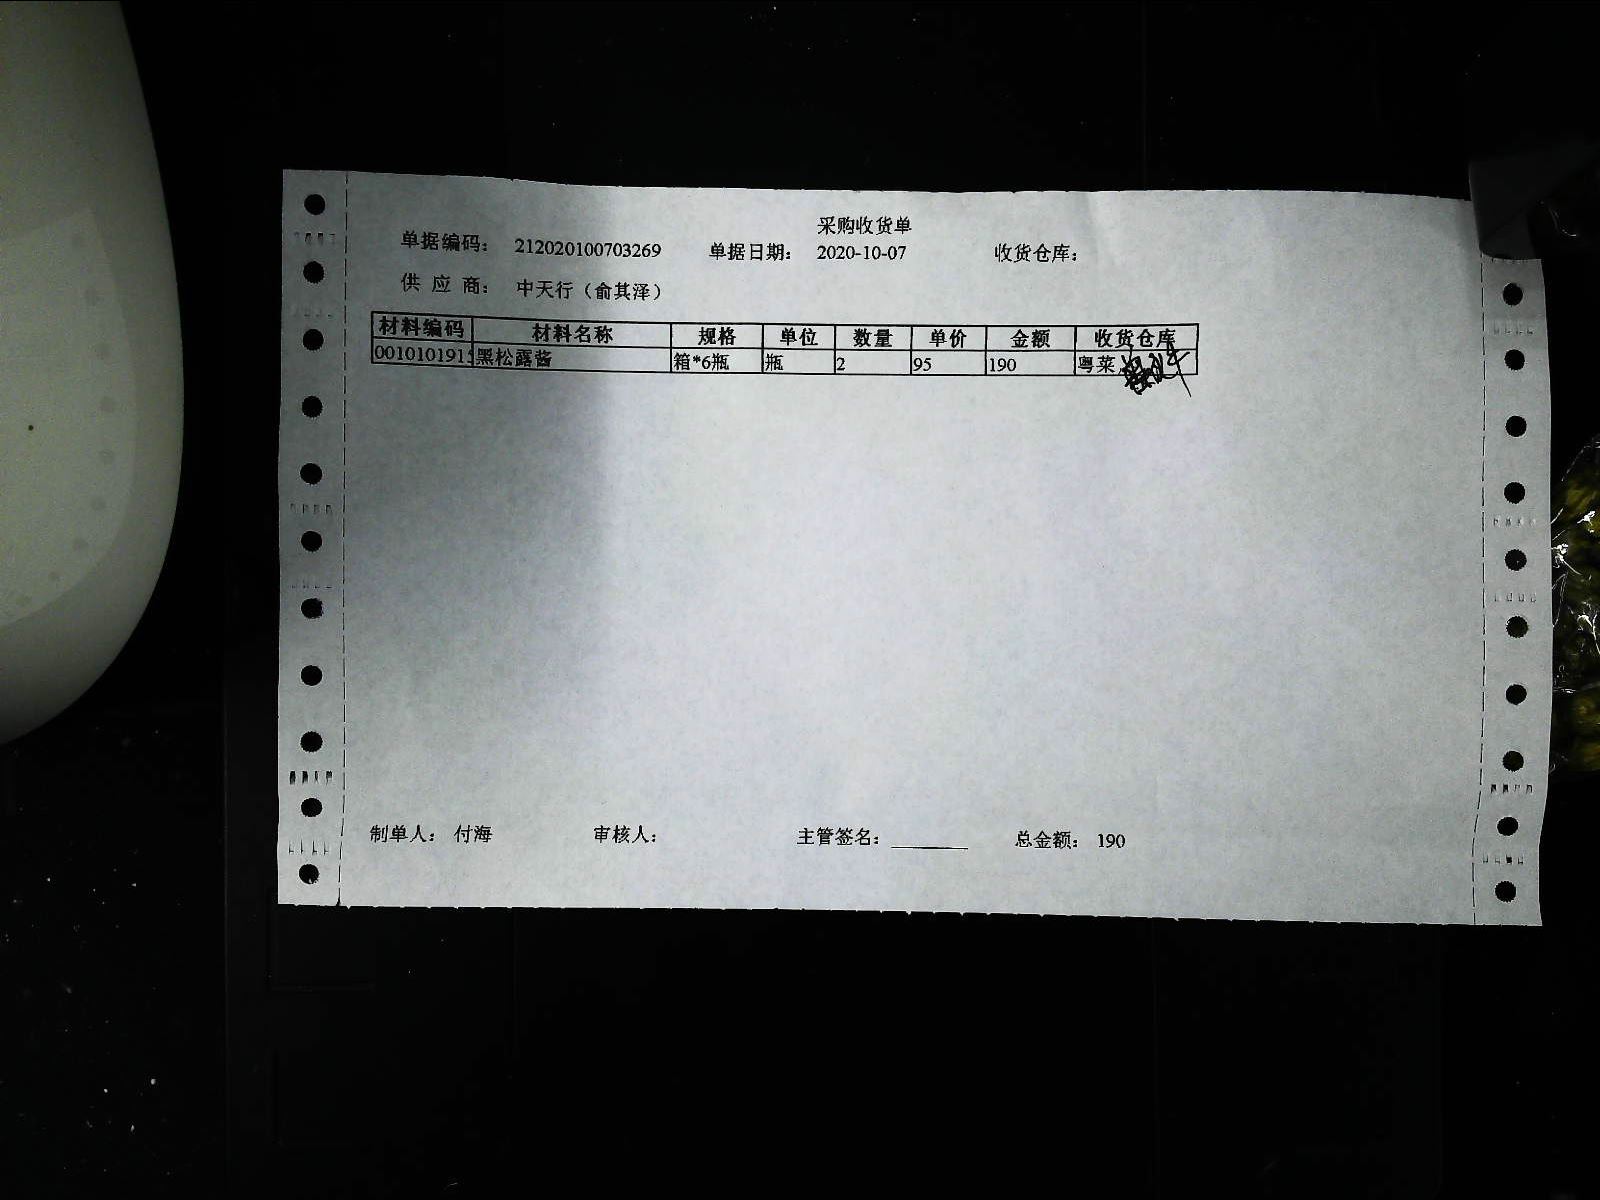 采购收货单
单据编码: 212020100703269 单据日期: 2020-10-07 收货仓库:
供 应 商: 中天行（俞其泽）
材料编码 材料名称 规格 单位 数量 单价 金额 收货仓库
001010191 黑松露酱 箱*6瓶 瓶 2 95 190 粤菜
制单人: 付海 审核人: 主管签名: 总金额: 190